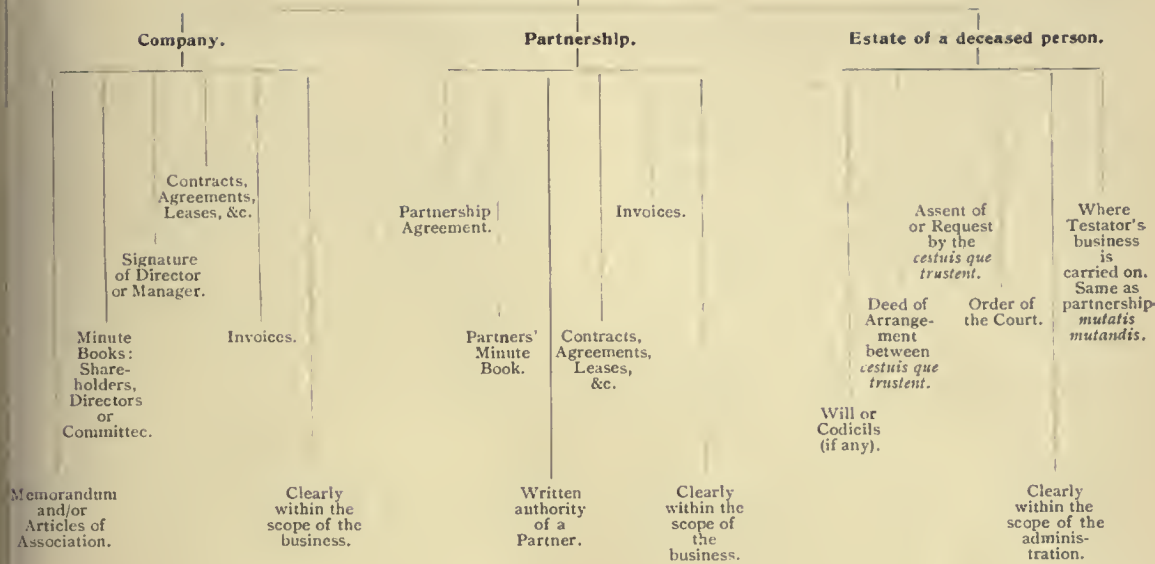 Company.
Partnership.
Estate of a deceased person.
Contracts,
Agreements,
Leases, &c.
Signature
of Director
or Manager.
Minute
Books:
Share-
holders,
Directors
or
Committee.
Invoices.
Memorandum
and/or
Articles of
Association.
Clearly
within the
scope of the
business.
Partnership
Agreement.
Invoices.
Partners'
Minute
Book.
Contracts,
Agreements,
Leases,
&c.
Written
authority
of a
Partner.
Clearly
within the
scope of
the
business.
Assent of
or Request
by the
cestuis que
trustent.
Where
Testator's
business
is
carried on.
Same as
partnership
mutatis
mutandis.
Deed of
Arrange-
ment
between
cestuis que
trustent.
Order of
the Court.
Will or
Codicils
(if any).
Clearly
within the
scope of the
adminis-
tration.